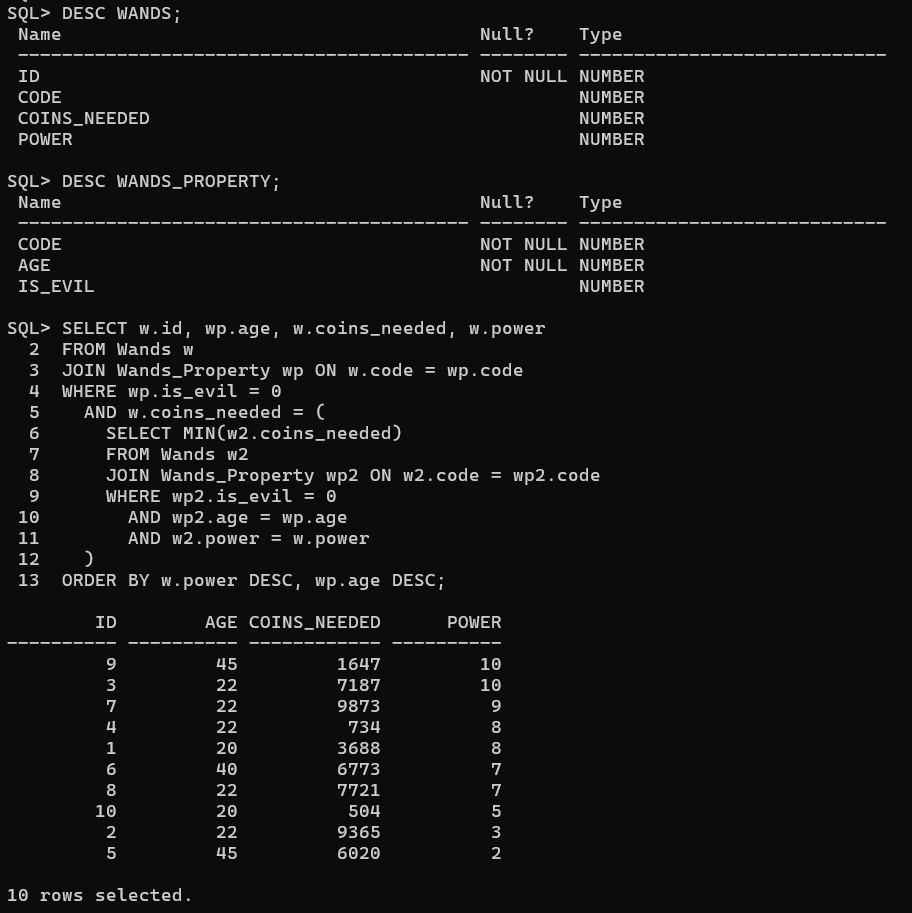 SQL> DESC WANDS;
 Name                                      Null?    Type
 ----------------------------------------- -------- ----------------------------
 ID                                        NOT NULL NUMBER
 CODE                                               NUMBER
 COINS_NEEDED                                       NUMBER
 POWER                                              NUMBER

SQL> DESC WANDS_PROPERTY;
 Name                                      Null?    Type
 ----------------------------------------- -------- ----------------------------
 CODE                                      NOT NULL NUMBER
 AGE                                       NOT NULL NUMBER
 IS_EVIL                                            NUMBER

SQL> SELECT w.id, wp.age, w.coins_needed, w.power
  2  FROM Wands w
  3  JOIN Wands_Property wp ON w.code = wp.code
  4  WHERE wp.is_evil = 0
  5    AND w.coins_needed = (
  6      SELECT MIN(w2.coins_needed)
  7      FROM Wands w2
  8      JOIN Wands_Property wp2 ON w2.code = wp2.code
  9      WHERE wp2.is_evil = 0
 10        AND wp2.age = wp.age
 11        AND w2.power = w.power
 12    )
 13  ORDER BY w.power DESC, wp.age DESC;

        ID        AGE COINS_NEEDED      POWER
---------- ---------- ------------ ----------
         9         45         1647         10
         3         22         7187         10
         7         22         9873          9
         4         22          734          8
         1         20         3688          8
         6         40         6773          7
         8         22         7721          7
        10         20          504          5
         2         22         9365          3
         5         45         6020          2

10 rows selected.